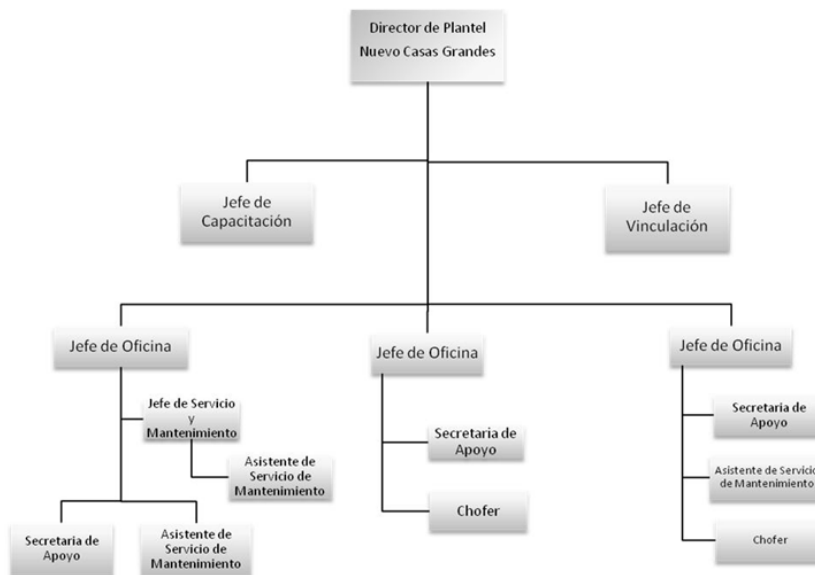 Director de Plantel
Nuevo Casas Grandes
Jefe de
Capacitación
Jefe de
Vinculación
Jefe de Oficina
Jefe de Oficina
Jefe de Oficina
Jefe de Servicio
y
Mantenimiento
Asistente de
Servicio de
Mantenimiento
Secretaria de
Apoyo
Asistente de
Servicio de
Mantenimiento
Secretaria de
Apoyo
Chofer
Secretaria de
Apoyo
Asistente de Servicio
de Mantenimiento
Chofer